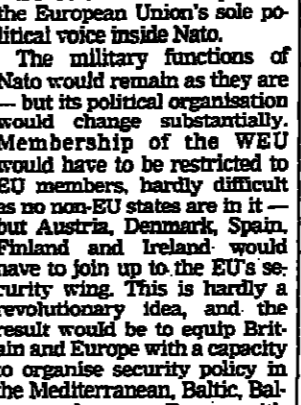 the European Union's sole po-
litical voice inside Nato.
The military functions of
Nato would remain as they are
— but its political organisation
would change substantially.
Membership of the WEU
would have to be restricted to
EU members, hardly difficult
as no non-EU states are in it —
but Austria, Denmark, Spain,
Finland and Ireland would
have to join up to the EU's se-
curity wing. This is hardly a
revolutionary idea, and the
result would be to equip Brit-
ain and Europe with a capacity
to organise security policy in
the Mediterranean, Baltic, Bal-